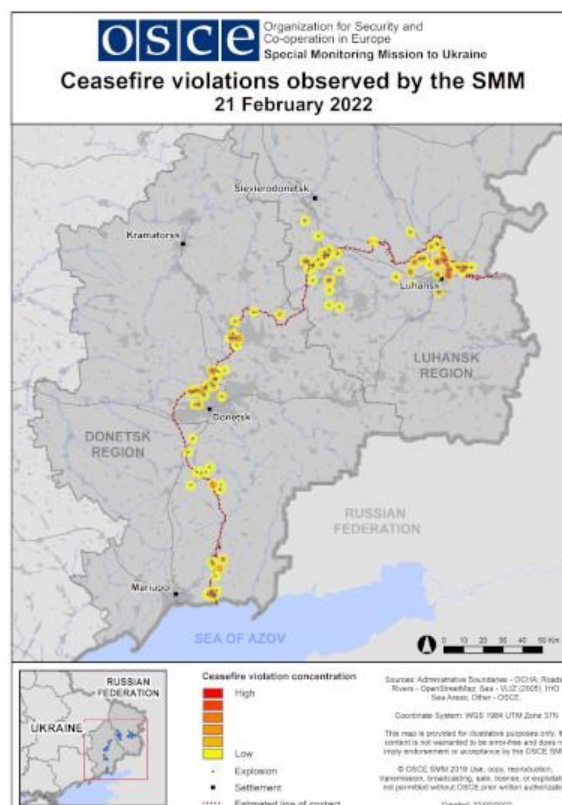 OSCE
Organization for Security and
Co-operation in Europe
Special Monitoring Mission to Ukraine
Ceasefire violations observed by the SMM
21 February 2022
Sievierodonetsk
Kramatorsk
Luhansk
LUHANSK
REGION
Donetsk
DONETSK
REGION
RUSSIAN
FEDERATION
Mariupol
SEA OF AZOV
0 10 20 30 40 50 Km
RUSSIAN
FEDERATION
UKRAINE
Ceasefire violation concentration
High
Low
Explosion
Settlement
Estimated line of contact
Sources: Administrative Boundaries - OCHA; Roads,
Rivers - OpenStreetMap; Sea - VLIZ (2005). IHO
Sea Areas; Other - OSCE.
Coordinate System: WGS 1984 UTM Zone 37N
This map is provided for illustrative purposes only. I
content is not warranted to be error-free and does n
imply endorsement or acceptance by the OSCE SM
© OSCE SMM 2019 Use, copy, reproduction,
transmission, broadcasting, sale, license, or exploitati
not permitted without OSCE prior written authorizatio